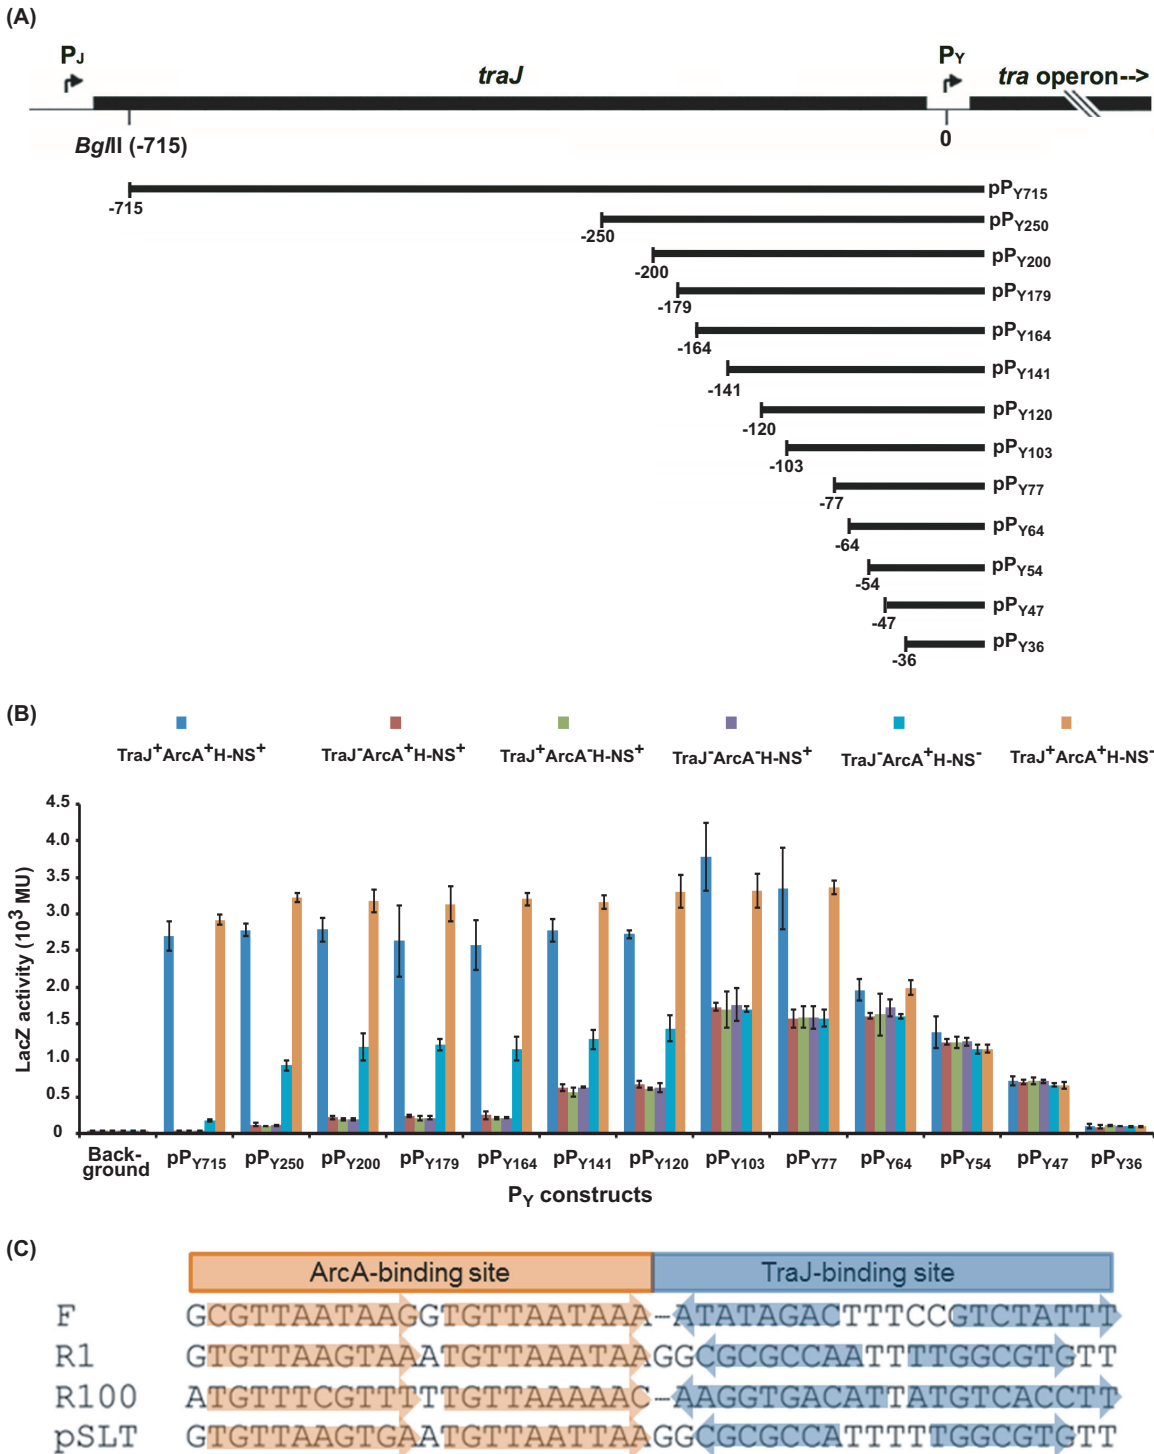 (A)
PJ
traJ
PY
tra operon-->
BglII (-715)
0
-715
pPY715
-250
pPY250
-200
pPY200
-179
pPY179
-164
pPY164
-141
pPY141
-120
pPY120
-103
pPY103
-77
pPY77
-64
pPY64
-54
pPY54
-47
pPY47
-36
pPY36
(B)
TraJ+ArcA+H-NS+ TraJ-ArcA+H-NS+ TraJ+ArcA-H-NS+ TraJ-ArcA-H-NS+ TraJ-ArcA+H-NS- TraJ+ArcA+H-NS-
LacZ activity (10^3 MU)
4.5
4.0
3.5
3.0
2.5
2.0
1.5
1.0
0.5
0
Back-ground pPY715 pPY250 pPY200 pPY179 pPY164 pPY141 pPY120 pPY103 pPY77 pPY64 pPY54 pPY47 pPY36
PY constructs
(C)
ArcA-binding site TraJ-binding site
F GCGTTAATAAGGTGTTAATAAA-ATATAGACTTTCCGTCTATTT
R1 GTGTTAAGTAAATGTTAAATAAGGCGCGCCAATTTTGGCGTGTT
R100 ATGTTTCGTTTTTGTTAAAAAC-AAGGTGACATTATGTCACCTT
pSLT GTGTTAAGTGAATGTTAATTAAGGCGCGCCATTTTTTGGCGTGTT